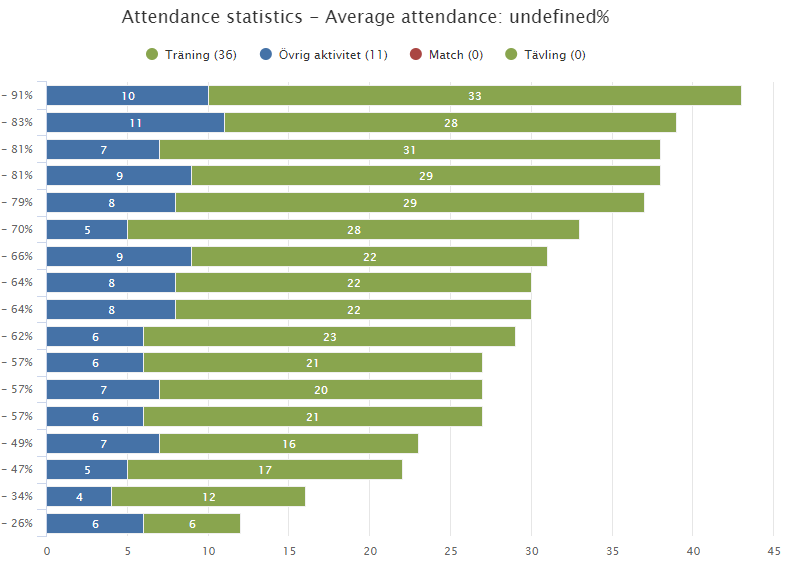 Attendance statistics - Average attendance: undefined%
Träning (36) Övrig aktivitet (11) Match (0) Tävling (0)
- 91% 10 33
- 83% 11 28
- 81% 7 31
- 81% 9 29
- 79% 8 29
- 70% 5 28
- 66% 9 22
- 64% 8 22
- 64% 8 22
- 62% 6 23
- 57% 6 21
- 57% 7 20
- 57% 6 21
- 49% 7 16
- 47% 5 17
- 34% 4 12
- 26% 6 6
0 5 10 15 20 25 30 35 40 45